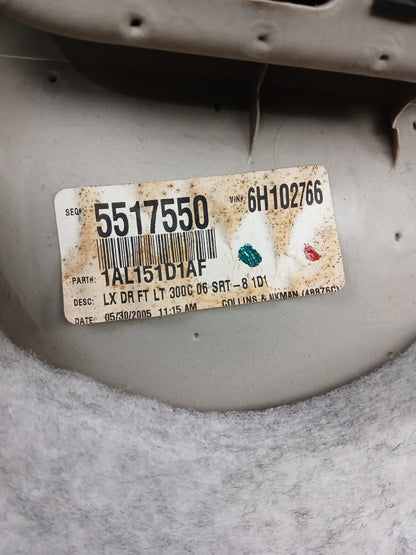 SEQ# 5517550 VIN#: 6H102766
PART#: 1AL151D1AF
DESC: LX DR FT LT 300C 06 SRT-8 1D1
DATE: 05/30/2005 11:15 AM COLLINS &